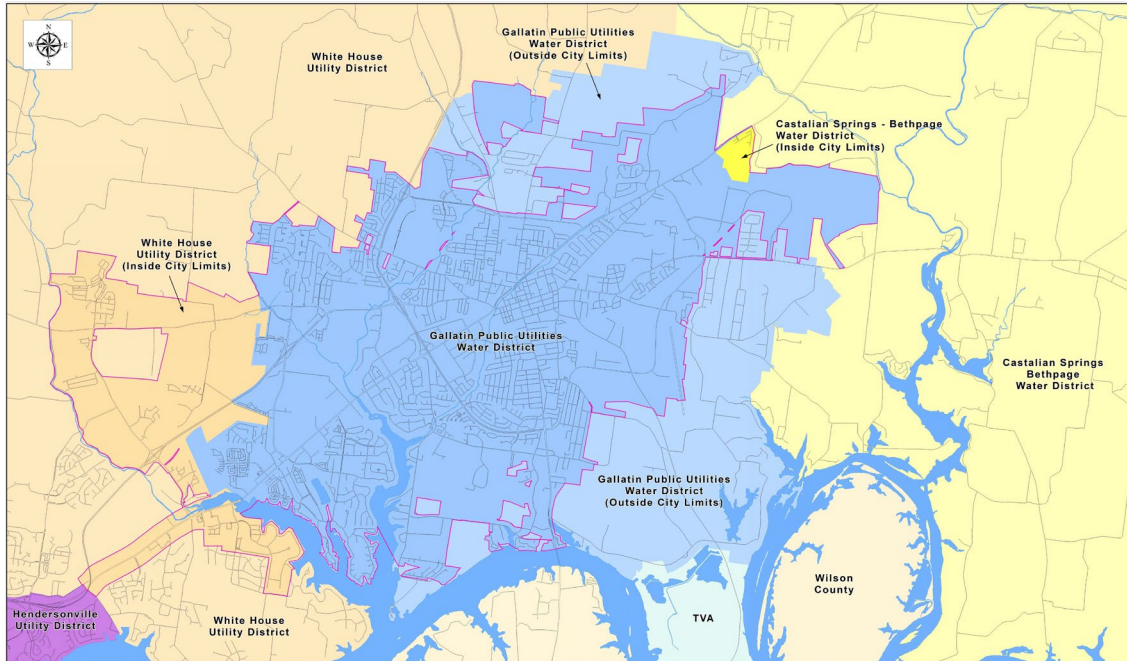 N
W E
S
White House
Utility District
Gallatin Public Utilities
Water District
(Outside City Limits)
Castalian Springs - Bethpage
Water District
(Inside City Limits)
White House
Utility District
(Inside City Limits)
Gallatin Public Utilities
Water District
Castalian Springs
Bethpage
Water District
Gallatin Public Utilities
Water District
(Outside City Limits)
Wilson
County
TVA
Hendersonville
Utility District
White House
Utility District